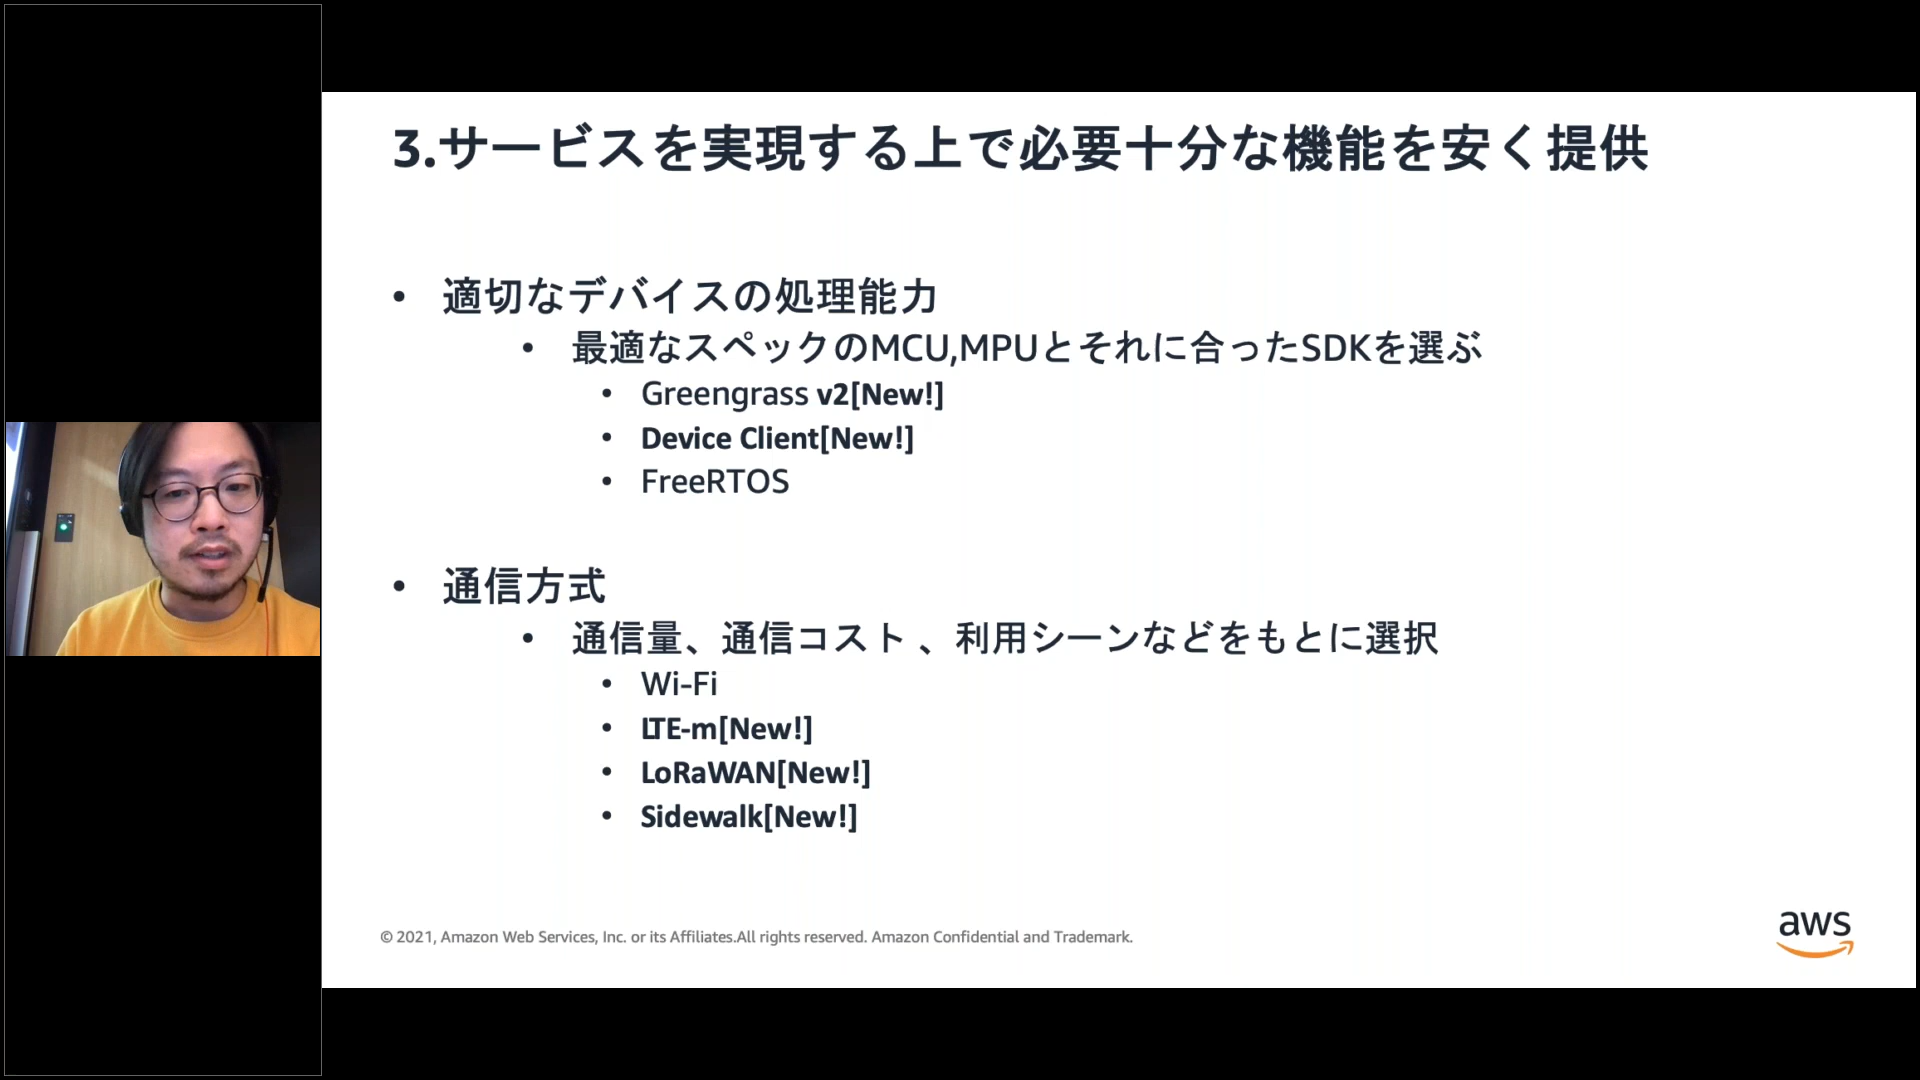 3.サービスを実現する上で必要十分な機能を安く提供
• 適切なデバイスの処理能力
• 最適なスペックのMCU,MPUとそれに合ったSDKを選ぶ
• Greengrass v2[New!]
• Device Client[New!]
• FreeRTOS
• 通信方式
• 通信量、通信コスト 、利用シーンなどをもとに選択
• Wi-Fi
• LTE-m[New!]
• LoRaWAN[New!]
• Sidewalk[New!]
© 2021, Amazon Web Services, Inc. or its Affiliates.All rights reserved. Amazon Confidential and Trademark.
aws